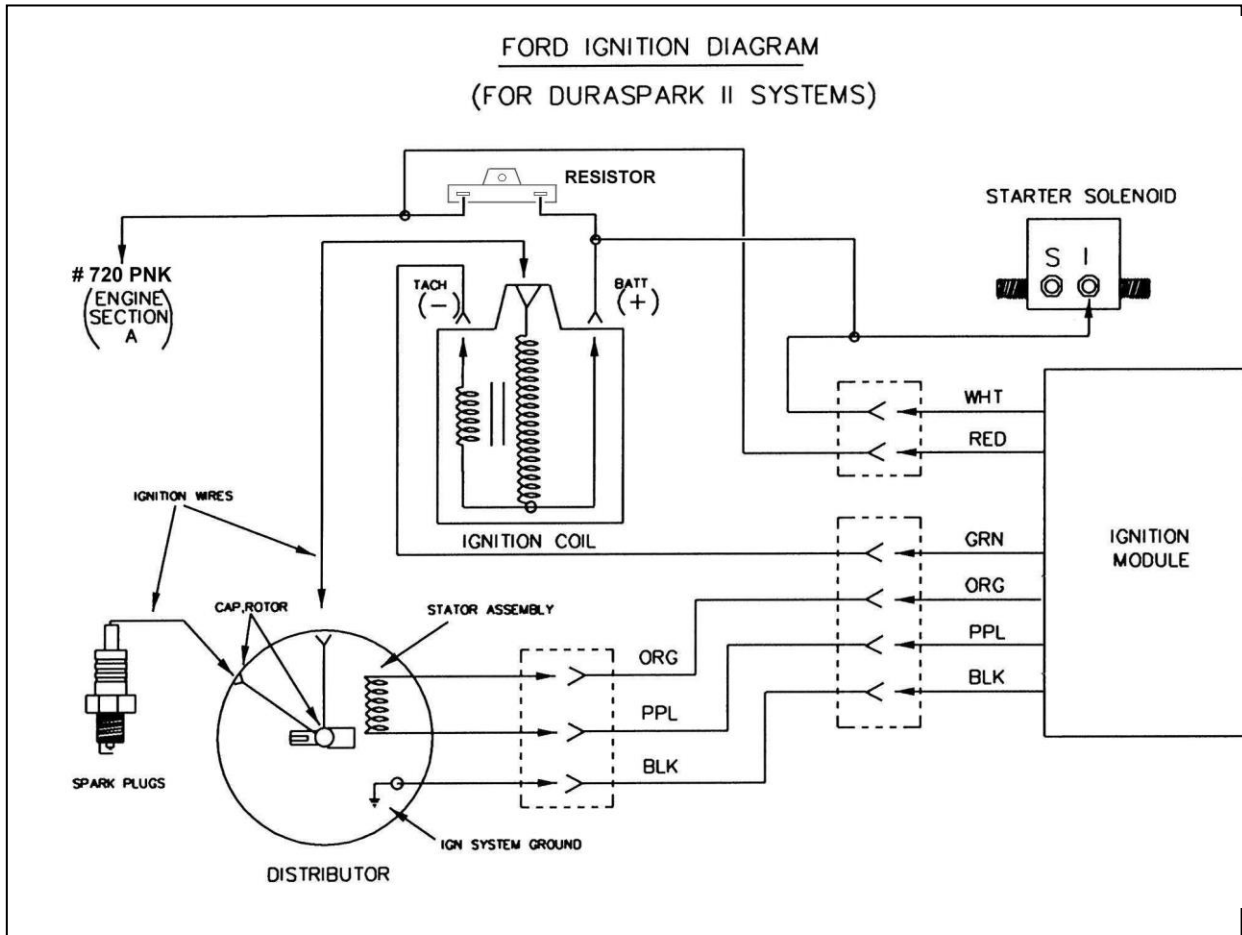 FORD IGNITION DIAGRAM
(FOR DURASPARK II SYSTEMS)
RESISTOR
STARTER SOLENOID
S I
# 720 PNK
(ENGINE
SECTION
A)
TACH
(-)
BATT
(+)
WHT
RED
IGNITION WIRES
IGNITION COIL
GRN
IGNITION
MODULE
ORG
CAP,ROTOR
STATOR ASSEMBLY
PPL
ORG
BLK
PPL
BLK
SPARK PLUGS
IGN SYSTEM GROUND
DISTRIBUTOR